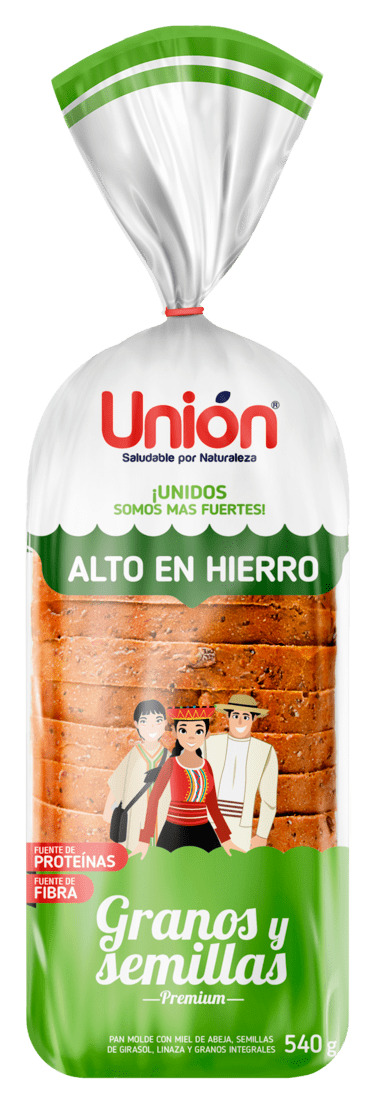 Unión®
Saludable por Naturaleza
¡UNIDOS
SOMOS MAS FUERTES!
ALTO EN HIERRO
FUENTE DE
PROTEÍNAS
FUENTE DE
FIBRA
Granos y
semillas
Premium
PAN MOLDE CON MIEL DE ABEJA, SEMILLAS
DE GIRASOL, LINAZA Y GRANOS INTEGRALES
540 g